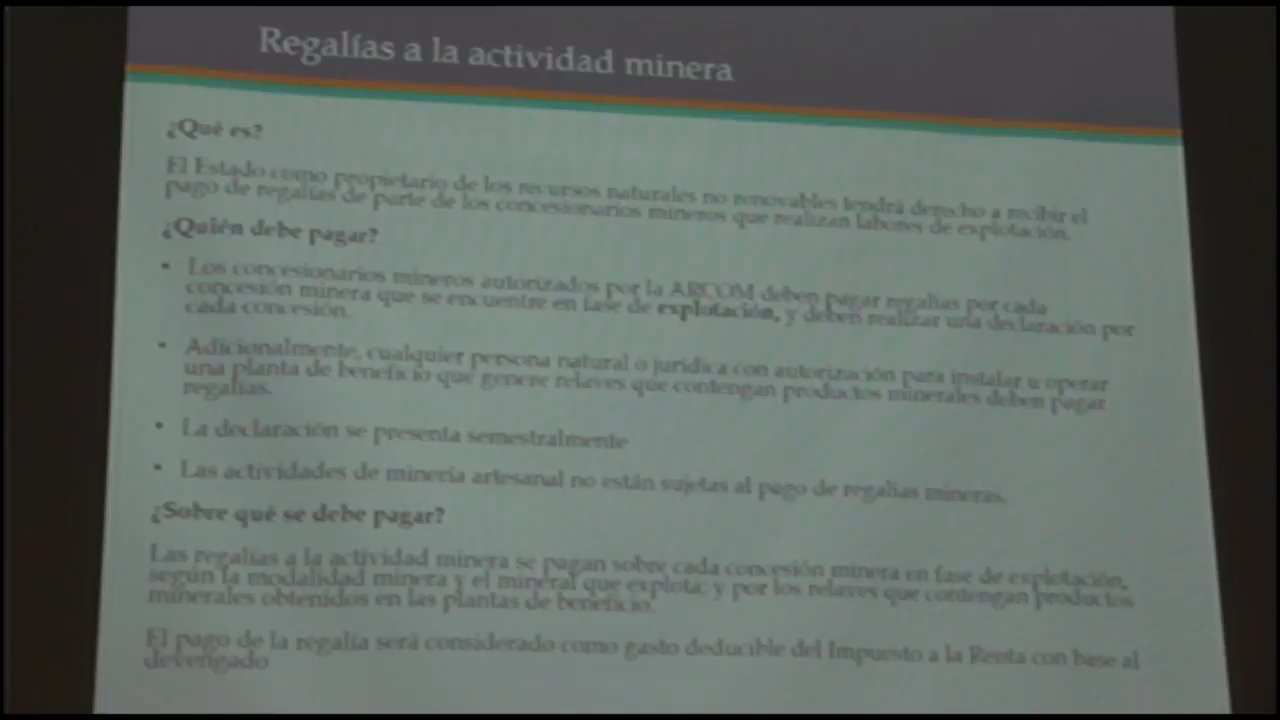 Regalías a la actividad minera
¿Qué es?
El Estado como propietario de los recursos naturales no renovables tendrá derecho a recibir el
pago de regalías de parte de los concesionarios mineros que realizan labores de explotación.
¿Quién debe pagar?
• Los concesionarios mineros autorizados por la ARCOM deben pagar regalías por cada
concesión minera que se encuentre en fase de explotación, y deben realizar una declaración por
cada concesión.
• Adicionalmente, cualquier persona natural o jurídica con autorización para instalar u operar
una planta de beneficio que genere relaves que contengan productos minerales deben pagar
regalías.
• La declaración se presenta semestralmente
• Las actividades de minería artesanal no están sujetas al pago de regalías mineras.
¿Sobre qué se debe pagar?
Las regalías a la actividad minera se pagan sobre cada concesión minera en fase de explotación,
según la modalidad minera y el mineral que explota; y por los relaves que contengan productos
minerales obtenidos en las plantas de beneficio.
El pago de la regalía será considerado como gasto deducible del Impuesto a la Renta con base al
devengado